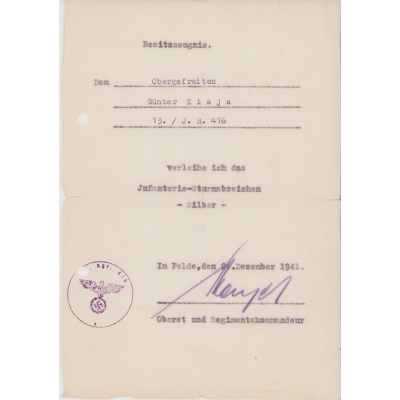 Besitzzeugnis.
Dem Obergefreiten
Günter Ziaja
13. / J. R. 416
verleihe ich das
Jnfanterie-Sturmabzeichen
- Silber -
Im Felde, den Dezember 1941.
Oberst und Regimentskommandeur